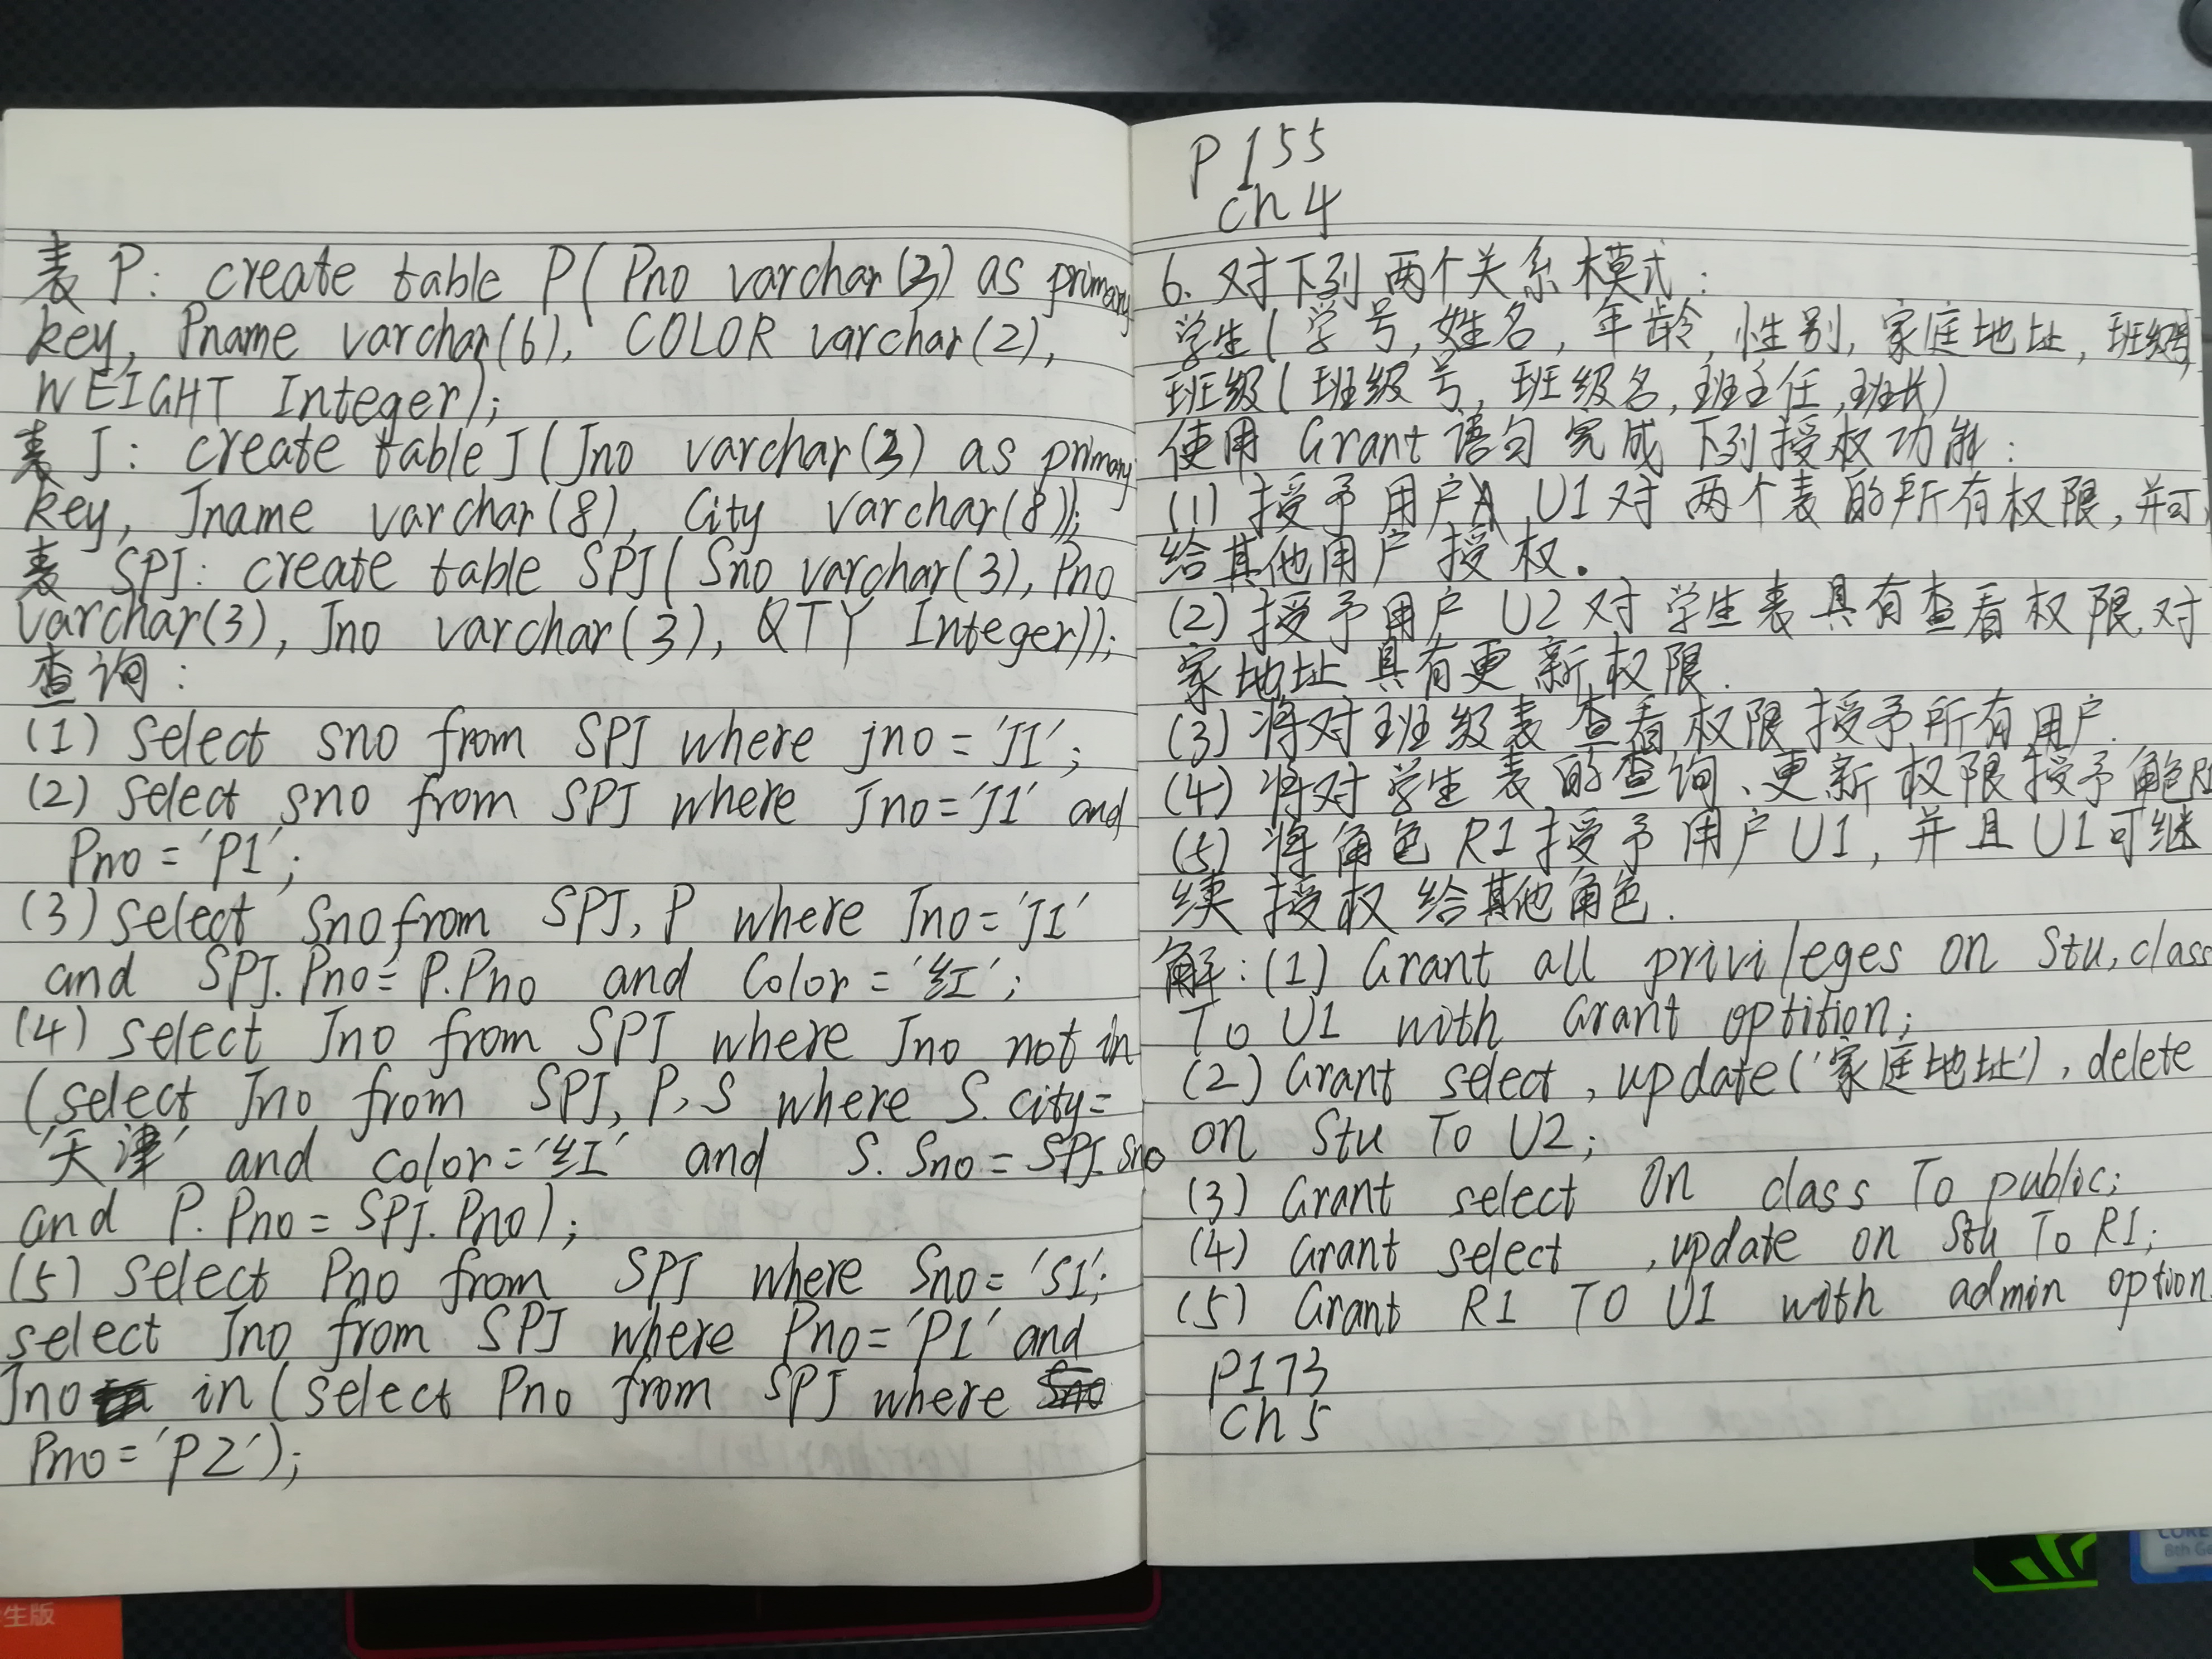 表 P: create table P( Pno varchar(3) as primary
key, Pname varchar(6), COLOR varchar(2),
WEIGHT Integer);
表 J: create table J( Jno varchar(3) as primary
key, Jname varchar(8), City varchar(8));
表 SPJ: create table SPJ( Sno varchar(3), Pno
varchar(3), Jno varchar(3), QTY Integer));
查询:
(1) Select sno from SPJ where jno = 'J1';
(2) Select sno from SPJ where Jno='J1' and
Pno = 'P1';
(3) select Sno from SPJ, P where Jno='J1'
and SPJ.Pno=P.Pno and Color = '红';
(4) select Jno from SPJ where Jno not in
(select Jno from SPJ, P, S where S.city=
'天津' and color='红' and S.Sno=SPJ.Sno
and P.Pno=SPJ.Pno);
(5) select Pno from SPJ where Sno='S1';
select Jno from SPJ where Pno='P1' and
Jno in (select Pno from SPJ where
Pno='P2');
P155
Ch 4
6. 对下列两个关系模式:
学生(学号,姓名,年龄,性别,家庭地址,班级号)
班级(班级号,班级名,班主任,班长)
使用 Grant 语句完成下列授权功能:
(1) 授予用户 U1 对两个表的所有权限,并可
给其他用户授权.
(2) 授予用户 U2 对学生表具有查看权限,对
家地址具有更新权限.
(3) 将对班级表查看权限授予所有用户.
(4) 将对学生表的查询、更新权限授予角色R1
(5) 将角色 R1 授予用户 U1, 并且 U1 可继
续授权给其他角色.
解:(1) Grant all privileges on Stu, class
To U1 with Grant optition;
(2) Grant select, update('家庭地址'), delete
on Stu To U2;
(3) Grant select On class To public;
(4) Grant select, update on Stu To R1;
(5) Grant R1 TO U1 with admin option
P173
Ch 5
生版
CORE
8th Ge